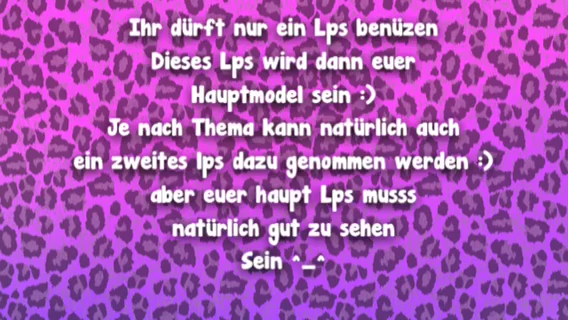 Ihr dürft nur ein Lps benüzen
Dieses Lps wird dann euer
Hauptmodel sein :)
Je nach Thema kann natürlich auch
ein zweites lps dazu genommen werden :)
aber euer haupt Lps musss
natürlich gut zu sehen
Sein ^_^